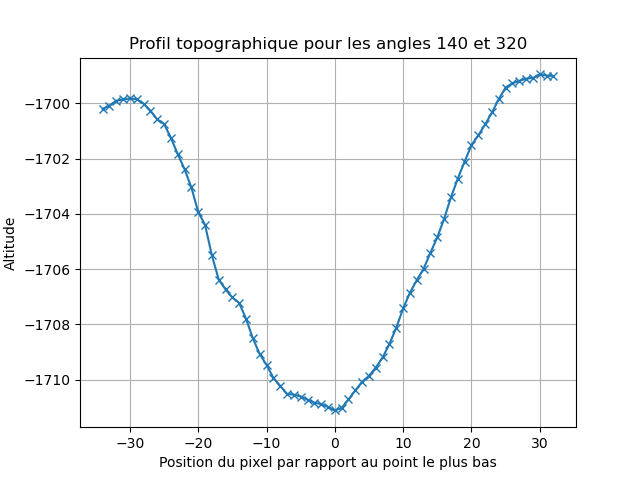 Profil topographique pour les angles 140 et 320
Altitude
−1700
−1702
−1704
−1706
−1708
−1710
−30 −20 −10 0 10 20 30
Position du pixel par rapport au point le plus bas